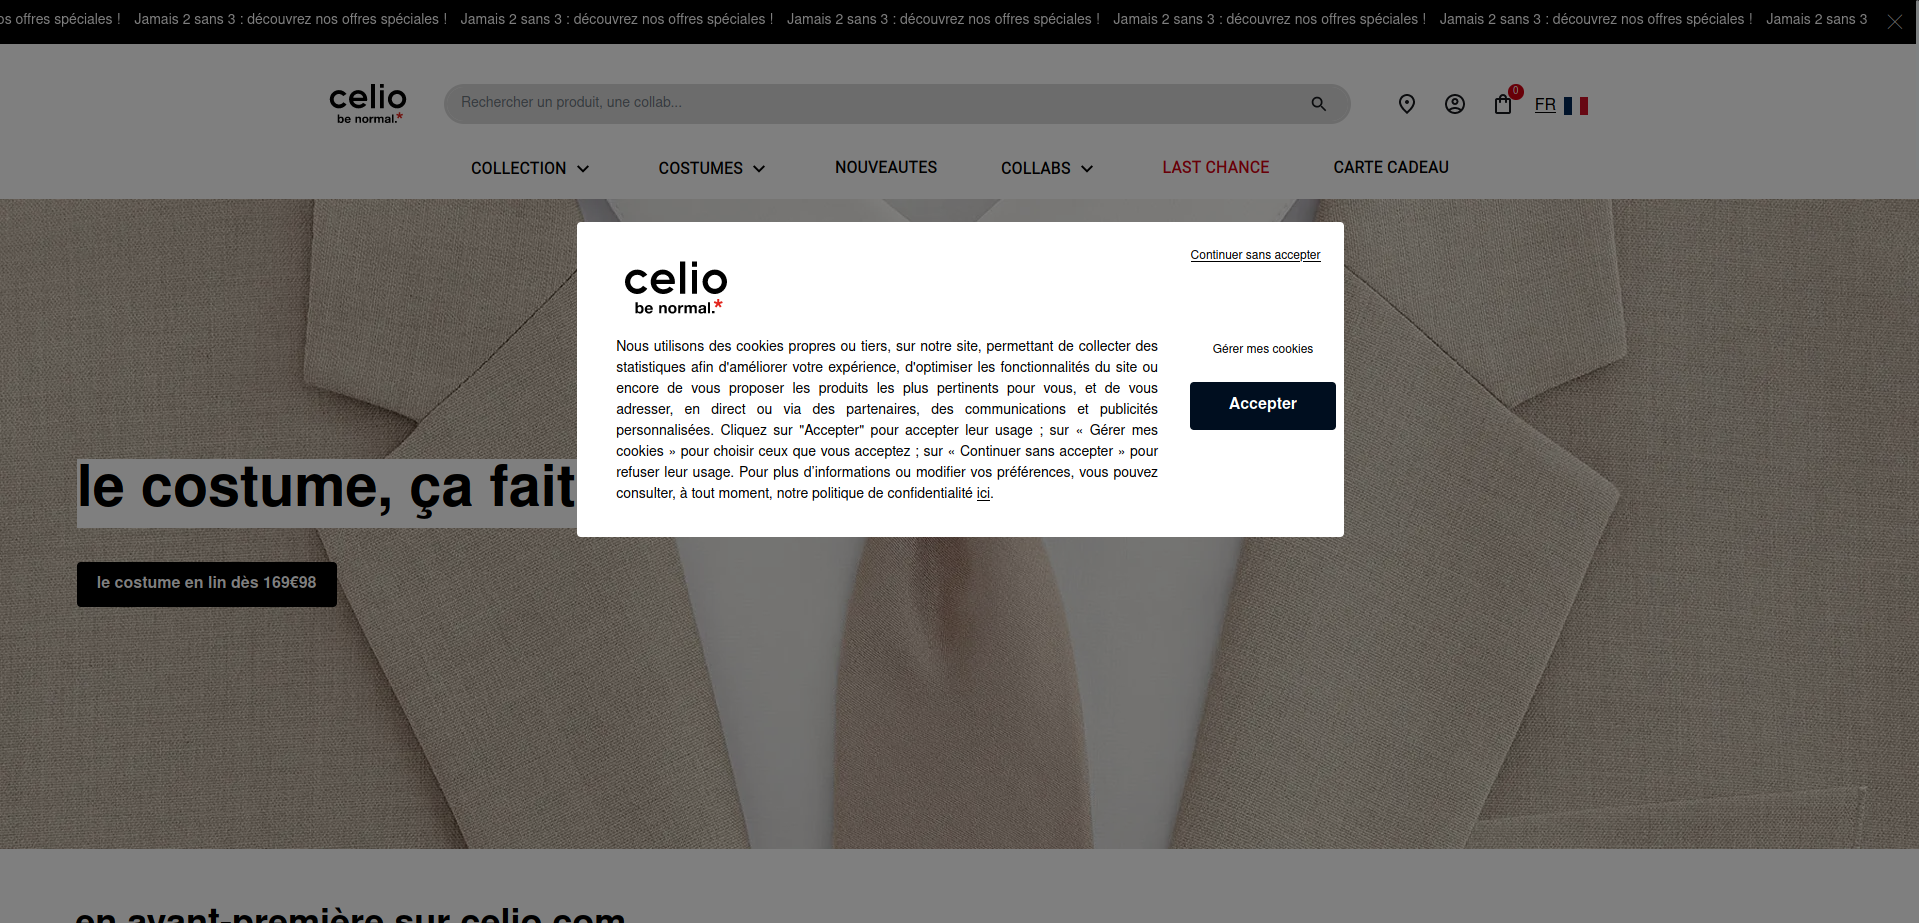 os offres spéciales ! Jamais 2 sans 3 : découvrez nos offres spéciales ! Jamais 2 sans 3 : découvrez nos offres spéciales ! Jamais 2 sans 3 : découvrez nos offres spéciales ! Jamais 2 sans 3 : découvrez nos offres spéciales ! Jamais 2 sans 3 : découvrez nos offres spéciales ! Jamais 2 sans 3
celio
be normal.*
Rechercher un produit, une collab...
0
FR
COLLECTION COSTUMES NOUVEAUTES COLLABS LAST CHANCE CARTE CADEAU
Continuer sans accepter
celio
be normal.*
Nous utilisons des cookies propres ou tiers, sur notre site, permettant de collecter des
statistiques afin d'améliorer votre expérience, d'optimiser les fonctionnalités du site ou
encore de vous proposer les produits les plus pertinents pour vous, et de vous
adresser, en direct ou via des partenaires, des communications et publicités
personnalisées. Cliquez sur "Accepter" pour accepter leur usage ; sur « Gérer mes
cookies » pour choisir ceux que vous acceptez ; sur « Continuer sans accepter » pour
refuser leur usage. Pour plus d’informations ou modifier vos préférences, vous pouvez
consulter, à tout moment, notre politique de confidentialité ici.
Gérer mes cookies
Accepter
le costume, ça fait
le costume en lin dès 169€98
en avant-première sur celio.com